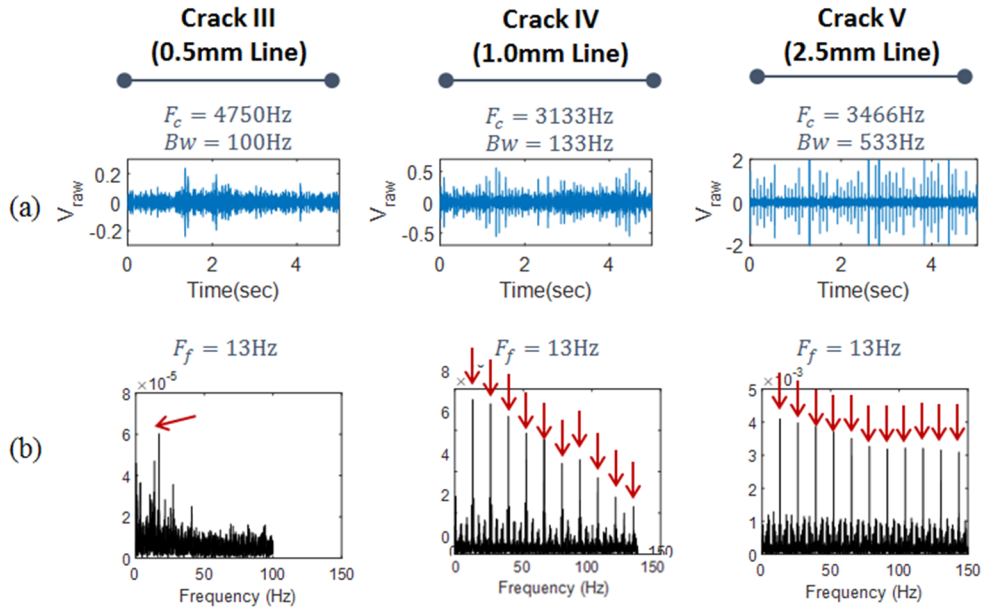 Crack III
(0.5mm Line)
Crack IV
(1.0mm Line)
Crack V
(2.5mm Line)
F_c = 4750Hz
Bw = 100Hz
F_c = 3133Hz
Bw = 133Hz
F_c = 3466Hz
Bw = 533Hz
(a)
V_raw
0.2
0
-0.2
0 2 4
Time(sec)
V_raw
0.5
0
-0.5
0 2 4
Time(sec)
V_raw
2
0
-2
0 2 4
Time(sec)
(b)
F_f = 13Hz
×10^-5
8
6
4
2
0
0 50 100 150
Frequency (Hz)
F_f = 13Hz
8
6
4
2
0
0 50 100 150
Frequency (Hz)
F_f = 13Hz
5 ×10^-3
4
3
2
1
0
0 50 100 150
Frequency (Hz)